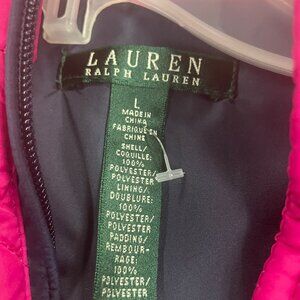 LAUREN
RALPH LAUREN
L
MADE IN
CHINA
FABRIQUE EN
CHINE
SHELL/
COQUILLE:
100%
POLYESTER/
POLYESTER
LINING/
DOUBLURE:
100%
POLYESTER/
POLYESTER
PADDING/
REMBOUR-
RAGE:
100%
POLYESTER/
POLYESTER